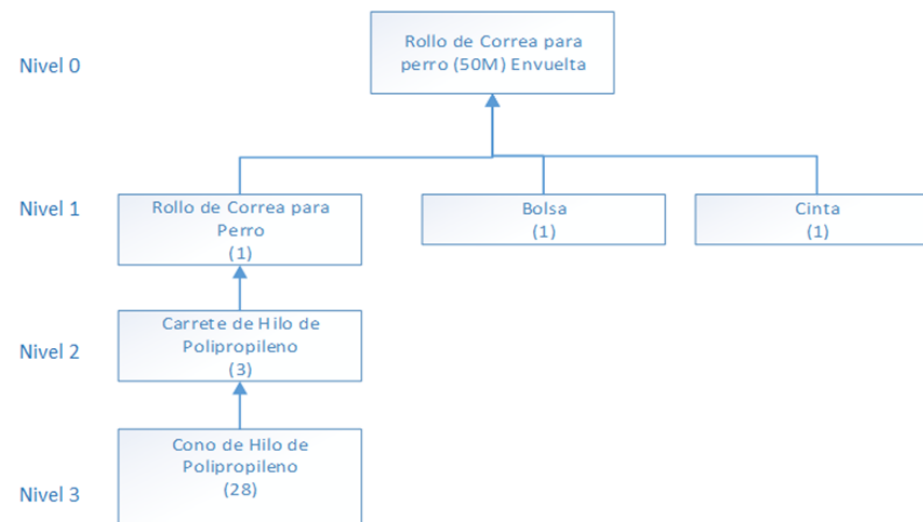 Nivel 0
Rollo de Correa para
perro (50M) Envuelta
Nivel 1
Rollo de Correa para
Perro
(1)
Bolsa
(1)
Cinta
(1)
Nivel 2
Carrete de Hilo de
Polipropileno
(3)
Nivel 3
Cono de Hilo de
Polipropileno
(28)